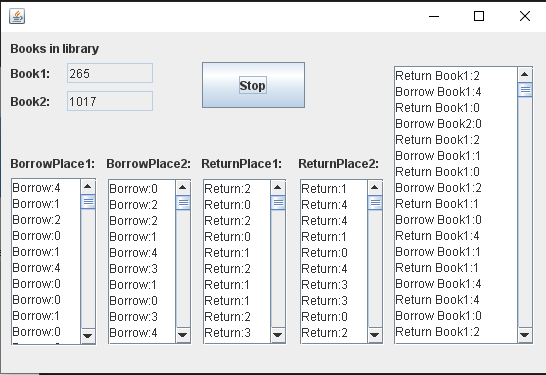 Books in library
Book1: 265
Book2: 1017
Stop
BorrowPlace1:
Borrow:4
Borrow:1
Borrow:2
Borrow:0
Borrow:1
Borrow:4
Borrow:0
Borrow:0
Borrow:1
Borrow:0
BorrowPlace2:
Borrow:0
Borrow:2
Borrow:2
Borrow:1
Borrow:4
Borrow:3
Borrow:1
Borrow:0
Borrow:3
Borrow:4
ReturnPlace1:
Return:2
Return:0
Return:2
Return:0
Return:1
Return:2
Return:1
Return:1
Return:2
Return:3
ReturnPlace2:
Return:1
Return:4
Return:4
Return:1
Return:0
Return:4
Return:3
Return:3
Return:0
Return:2
Return Book1:2
Borrow Book1:4
Return Book1:0
Borrow Book2:0
Return Book1:2
Borrow Book1:1
Return Book1:0
Borrow Book1:2
Return Book1:1
Borrow Book1:0
Return Book1:4
Borrow Book1:1
Return Book1:1
Borrow Book1:4
Return Book1:4
Borrow Book1:0
Return Book1:2